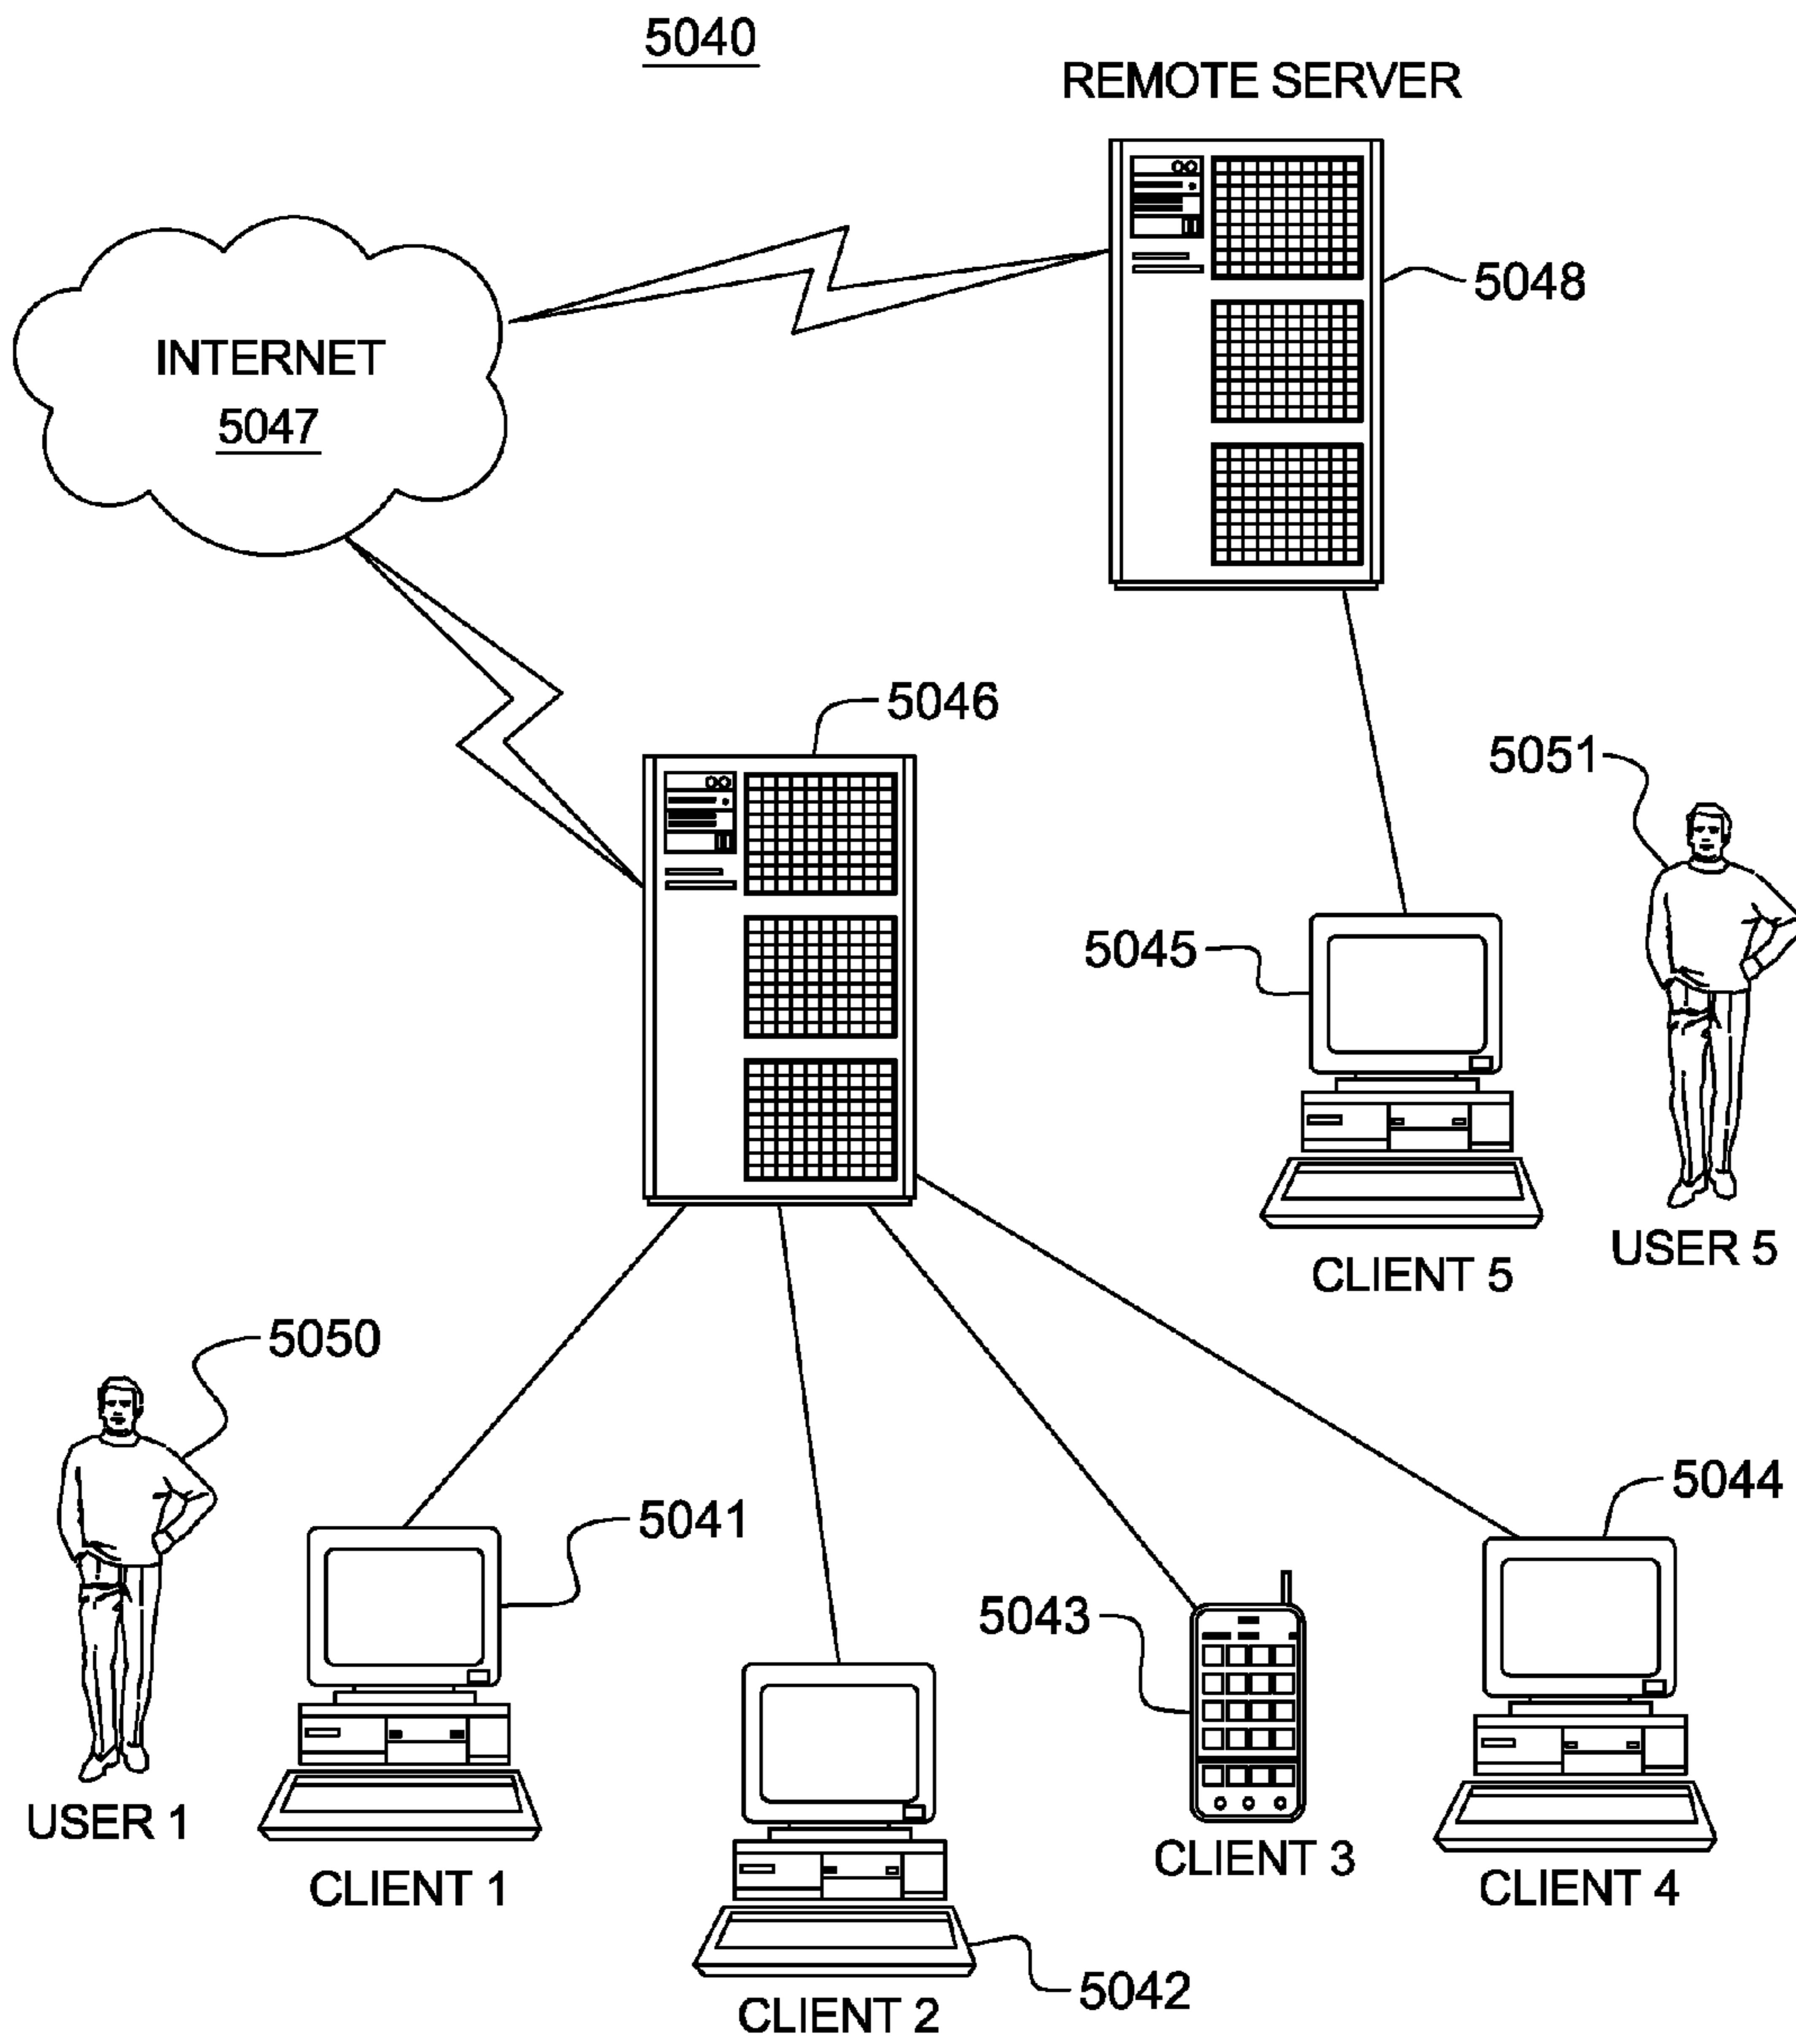 5040
REMOTE SERVER
5048
INTERNET
5047
5046
5051
5045
USER 5
CLIENT 5
5050
5044
5041
5043
USER 1
CLIENT 3
CLIENT 1
CLIENT 4
5042
CLIENT 2